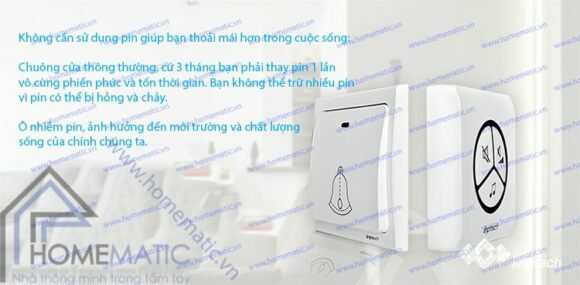 Không cần sử dụng pin giúp bạn thoải mái hơn trong cuộc sống:
Chuông cửa thông thường, cứ 3 tháng bạn phải thay pin 1 lần
vô cùng phiền phức và tốn thời gian. Bạn không thể trữ nhiều pin
vì pin có thể bị hỏng và chảy.
Ô nhiễm pin, ảnh hưởng đến môi trường và chất lượng
sống của chính chúng ta.
HOMEMATIC
Nhà thông minh trong tầm tay
www.homematic.vn